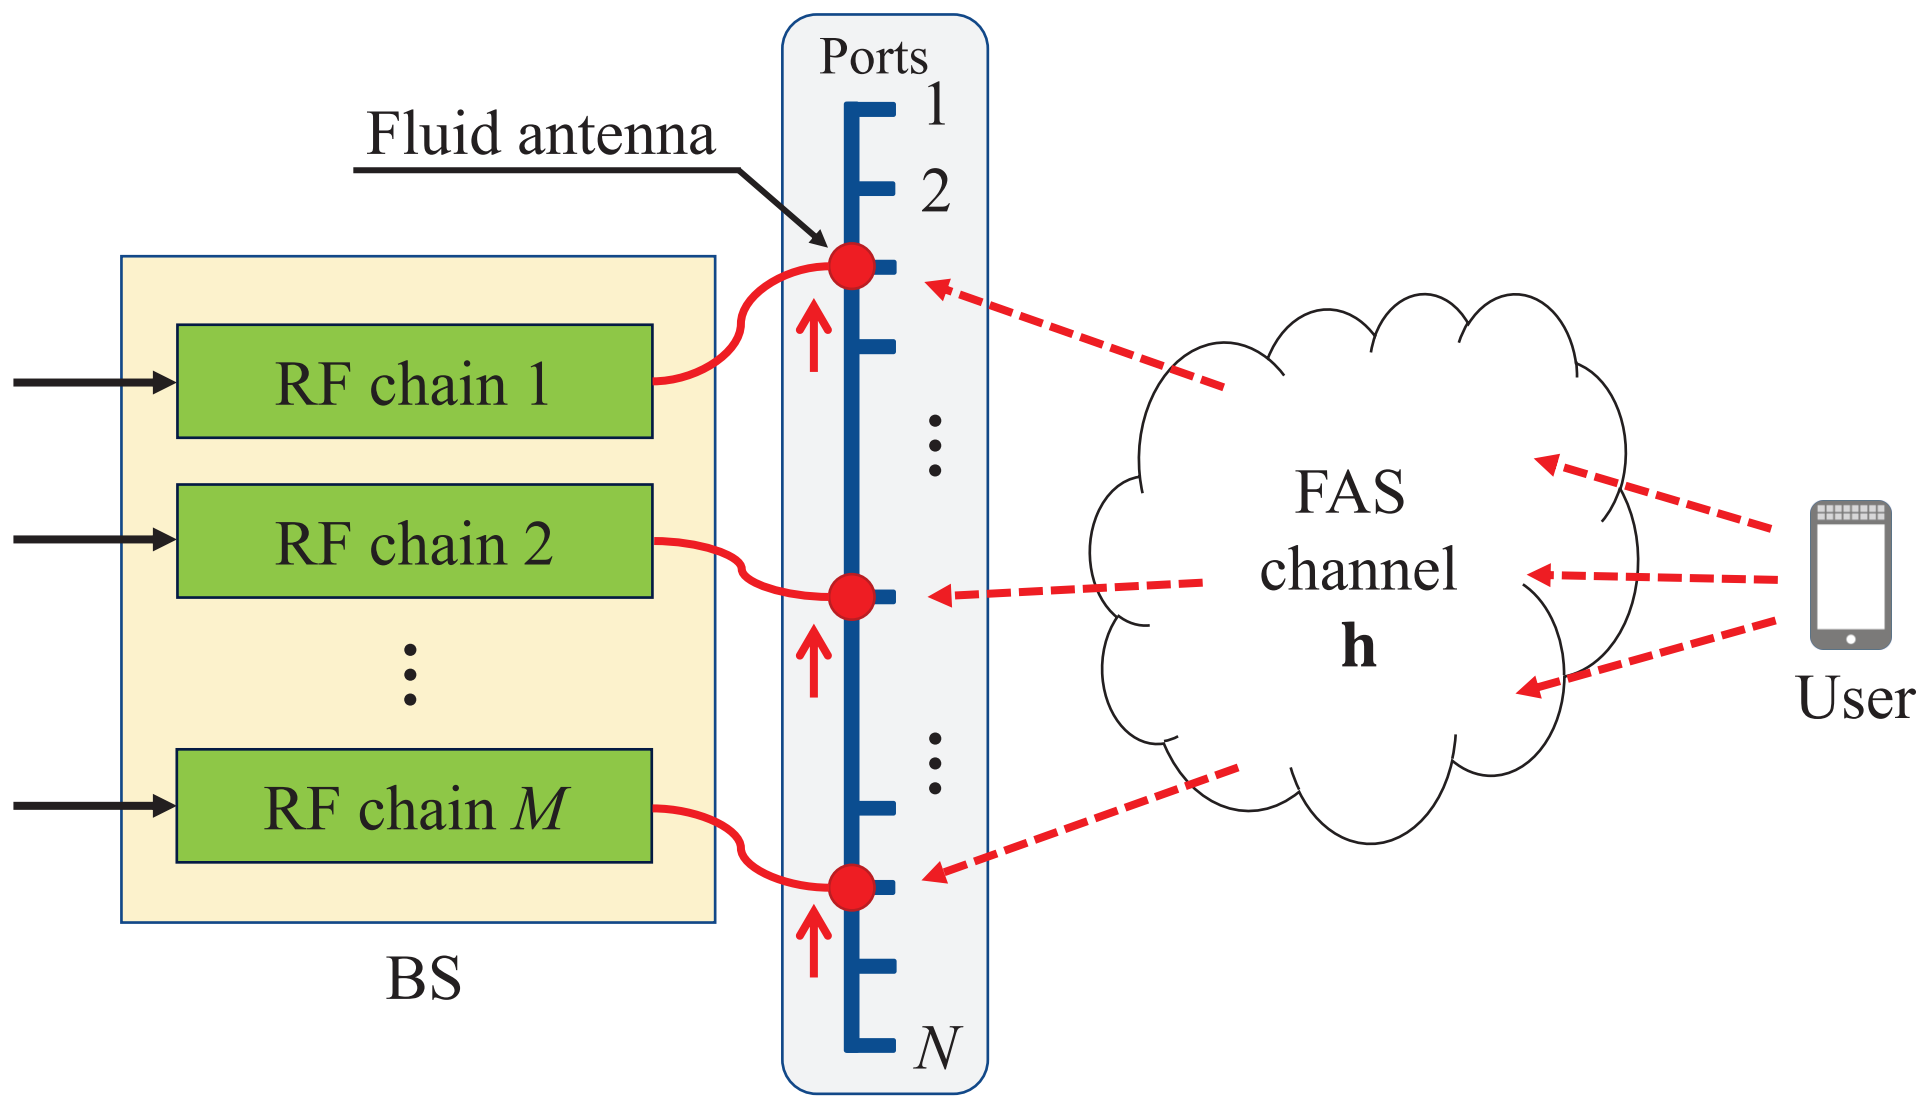 Ports
1
Fluid antenna
2
RF chain 1
RF chain 2
RF chain M
BS
N
FAS
channel
h
User